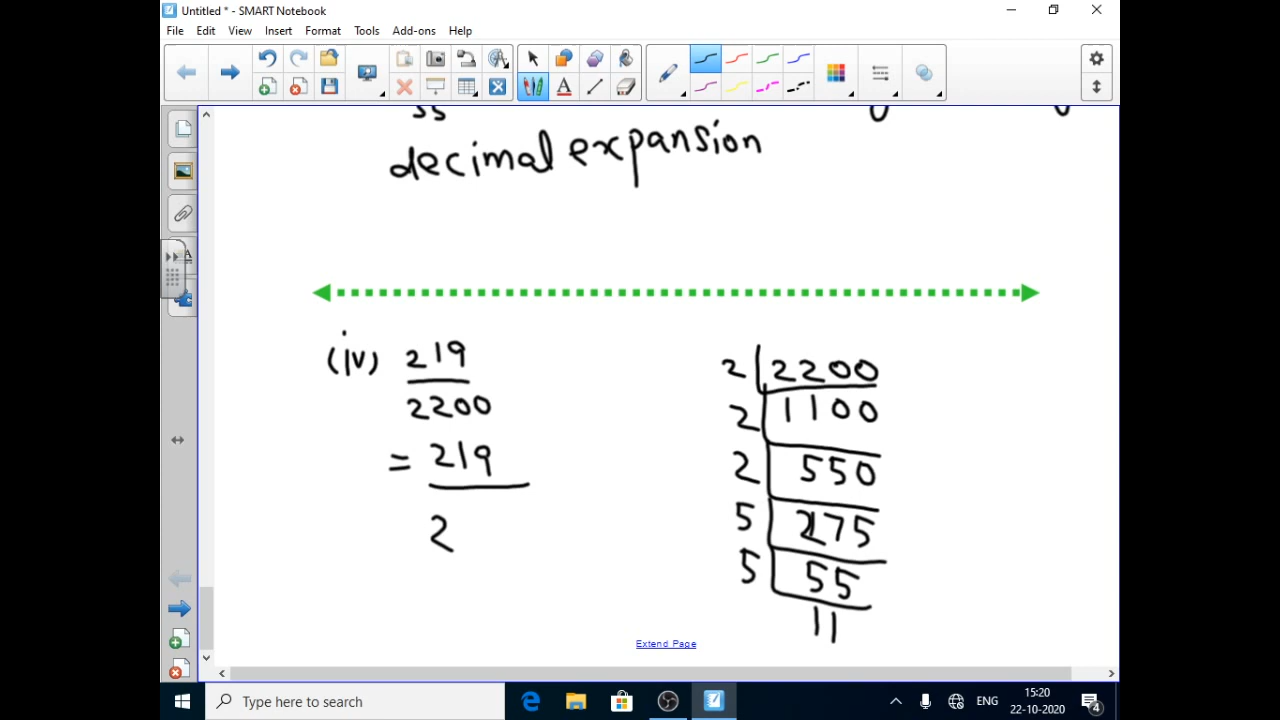 Untitled * - SMART Notebook
File Edit View Insert Format Tools Add-ons Help
decimal expansion
(iv) 219
2200
= 219
2
2 2200
2 1100
2 550
5 275
5 55
11
Extend Page
Type here to search
ENG
15:20
22-10-2020
4